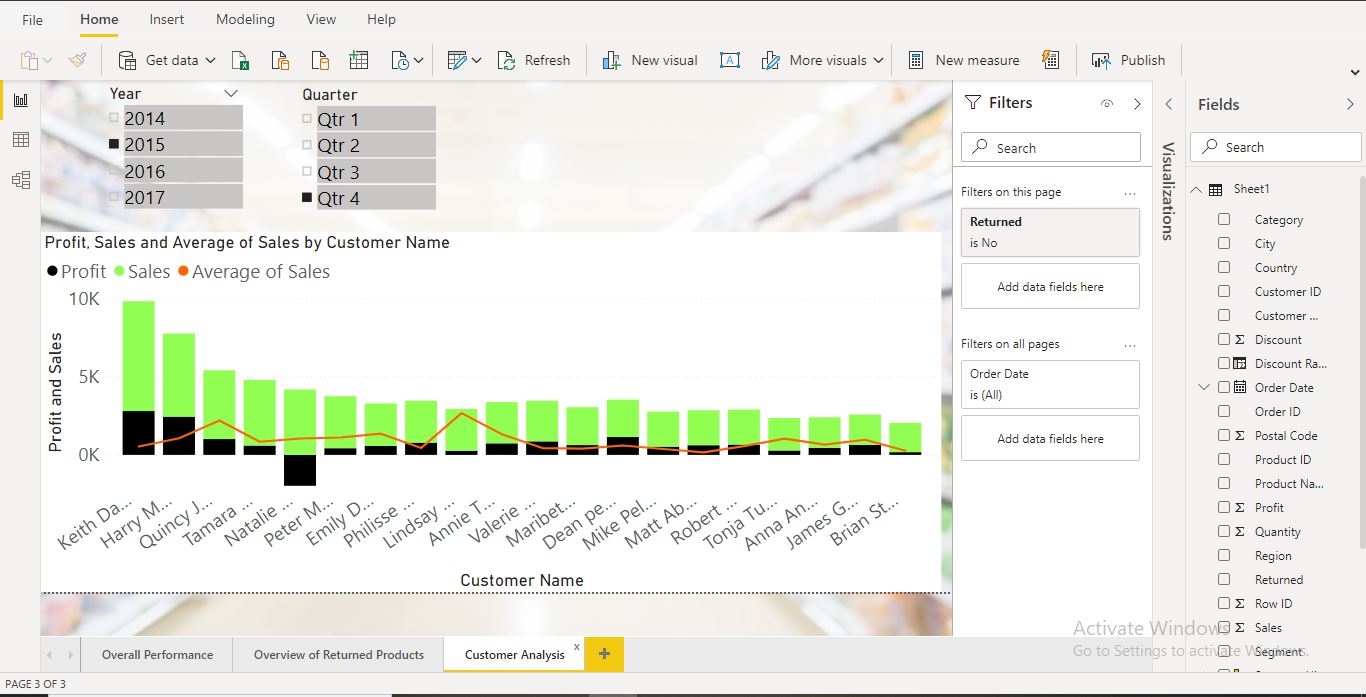 File Home Insert Modeling View Help
Get data Refresh New visual A More visuals New measure Publish
Year
2014
2015
2016
2017
Quarter
Qtr 1
Qtr 2
Qtr 3
Qtr 4
Profit, Sales and Average of Sales by Customer Name
Profit Sales Average of Sales
10K
5K
0K
Profit and Sales
Keith Da...
Harry M...
Quincy J...
Tamara ...
Natalie ...
Peter M...
Emily D...
Philisse ...
Lindsay ...
Annie T...
Valerie ...
Maribet...
Dean pe...
Mike Pel...
Matt Ab...
Robert ...
Tonja Tu...
Anna An...
James G...
Brian St...
Customer Name
Filters
Search
Filters on this page ...
Returned
is No
Add data fields here
Filters on all pages ...
Order Date
is (All)
Add data fields here
Visualizations
Fields
Search
Sheet1
Category
City
Country
Customer ID
Customer ...
Σ Discount
Discount Ra...
Order Date
Order ID
Σ Postal Code
Product ID
Product Na...
Σ Profit
Σ Quantity
Region
Returned
Σ Row ID
Σ Sales
Segment
Activate Windows
Go to Settings to activate Windows.
Overall Performance Overview of Returned Products Customer Analysis x +
PAGE 3 OF 3